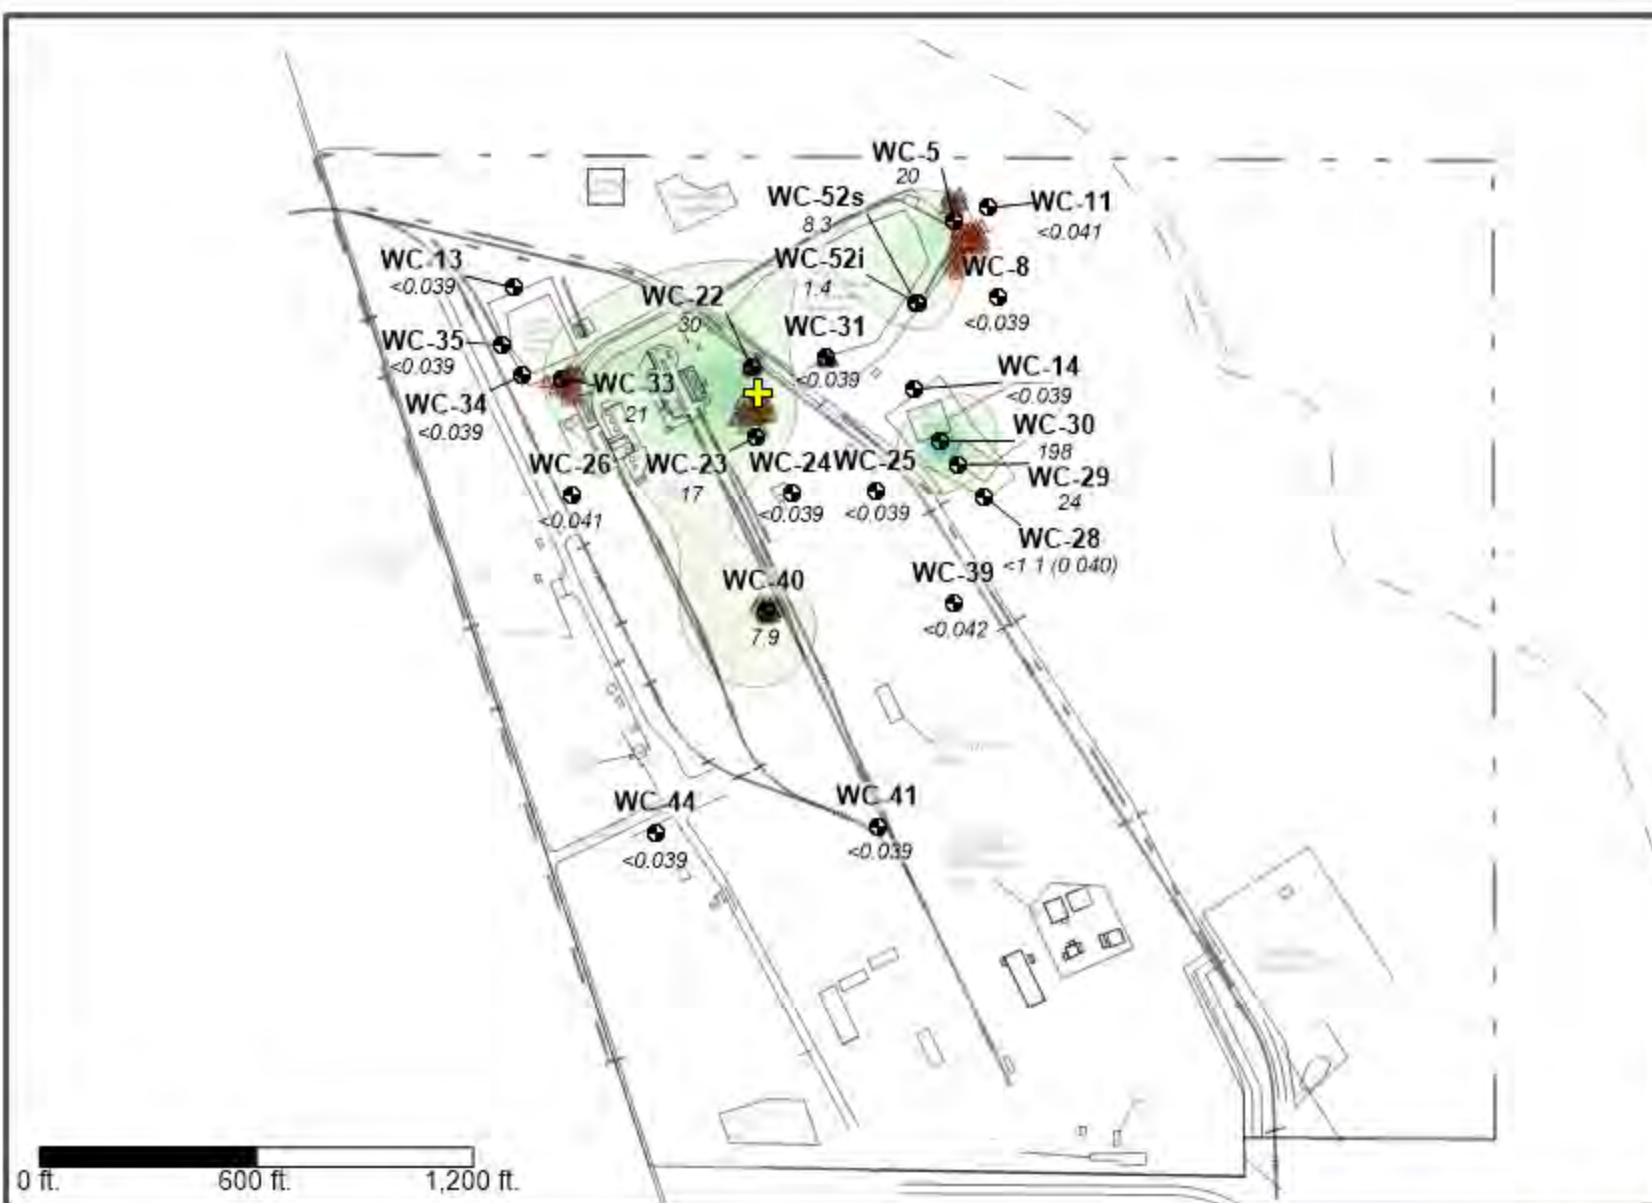 WC-5
20
WC-52s
8.3
WC-11
<0.041
WC-52i
1.4
WC-8
<0.039
WC-13
<0.039
WC-22
30
WC-31
<0.039
WC-35
<0.039
WC-14
<0.039
WC-33
21
WC-34
<0.039
WC-30
198
WC-26
<0.041
WC-23
17
WC-24
<0.039
WC-25
<0.039
WC-29
24
WC-28
<1 1 (0 040)
WC-40
7.9
WC-39
<0.042
WC-44
<0.039
WC-41
<0.039
0 ft.
600 ft.
1,200 ft.